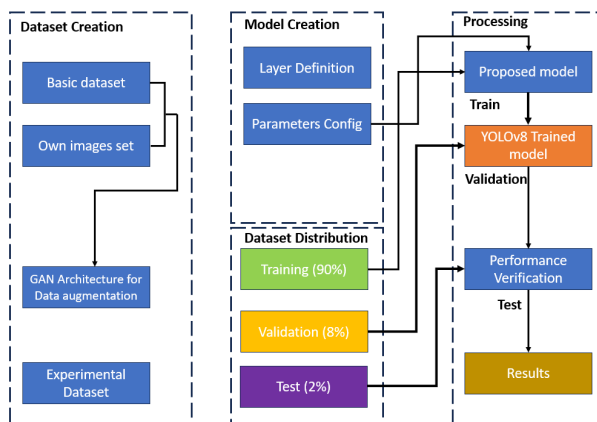 Dataset Creation
Basic dataset
Own images set
GAN Architecture for
Data augmentation
Experimental
Dataset
Model Creation
Layer Definition
Parameters Config
Dataset Distribution
Training (90%)
Validation (8%)
Test (2%)
Processing
Proposed model
Train
YOLOv8 Trained
model
Validation
Performance
Verification
Test
Results